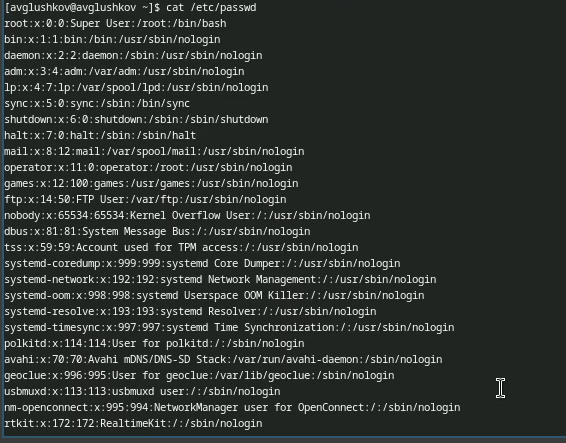 [avglushkov@avglushkov ~]$ cat /etc/passwd
root:x:0:0:Super User:/root:/bin/bash
bin:x:1:1:bin:/bin:/usr/sbin/nologin
daemon:x:2:2:daemon:/sbin:/usr/sbin/nologin
adm:x:3:4:adm:/var/adm:/usr/sbin/nologin
lp:x:4:7:lp:/var/spool/lpd:/usr/sbin/nologin
sync:x:5:0:sync:/sbin:/bin/sync
shutdown:x:6:0:shutdown:/sbin:/sbin/shutdown
halt:x:7:0:halt:/sbin:/sbin/halt
mail:x:8:12:mail:/var/spool/mail:/usr/sbin/nologin
operator:x:11:0:operator:/root:/usr/sbin/nologin
games:x:12:100:games:/usr/games:/usr/sbin/nologin
ftp:x:14:50:FTP User:/var/ftp:/usr/sbin/nologin
nobody:x:65534:65534:Kernel Overflow User:/:/usr/sbin/nologin
dbus:x:81:81:System Message Bus:/:/usr/sbin/nologin
tss:x:59:59:Account used for TPM access:/:/usr/sbin/nologin
systemd-coredump:x:999:999:systemd Core Dumper:/:/usr/sbin/nologin
systemd-network:x:192:192:systemd Network Management:/:/usr/sbin/nologin
systemd-oom:x:998:998:systemd Userspace OOM Killer:/:/usr/sbin/nologin
systemd-resolve:x:193:193:systemd Resolver:/:/usr/sbin/nologin
systemd-timesync:x:997:997:systemd Time Synchronization:/:/usr/sbin/nologin
polkitd:x:114:114:User for polkitd:/:/sbin/nologin
avahi:x:70:70:Avahi mDNS/DNS-SD Stack:/var/run/avahi-daemon:/sbin/nologin
geoclue:x:996:995:User for geoclue:/var/lib/geoclue:/sbin/nologin
usbmuxd:x:113:113:usbmuxd user:/:/sbin/nologin
nm-openconnect:x:995:994:NetworkManager user for OpenConnect:/:/sbin/nologin
rtkit:x:172:172:RealtimeKit:/:/sbin/nologin